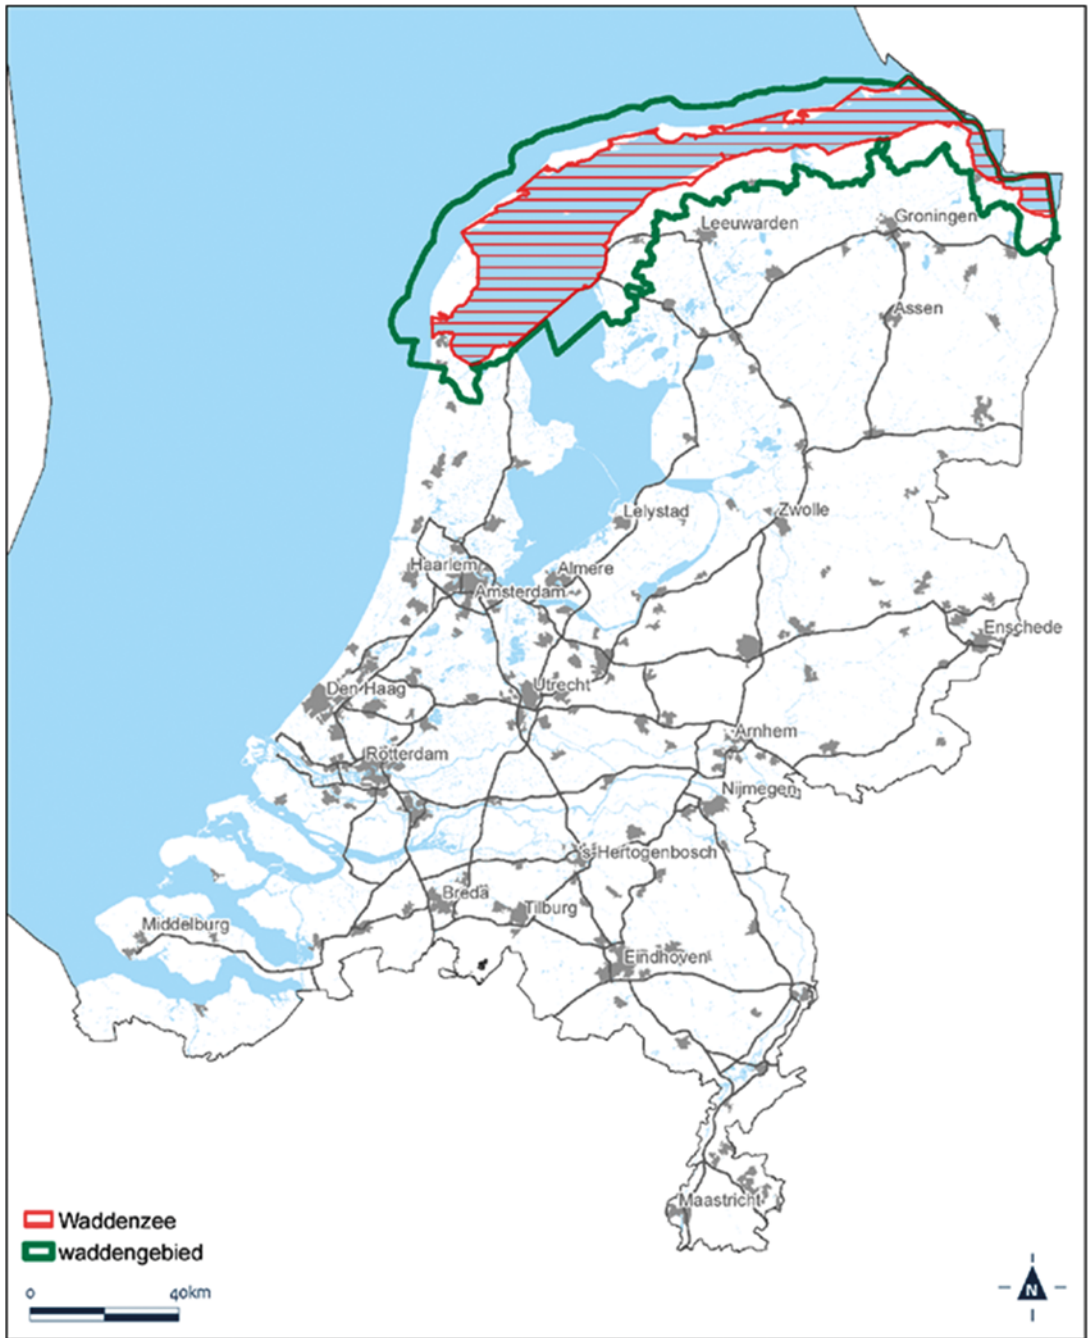 Leeuwarden
Groningen
Assen
Lelystad
Zwolle
Haarlem
Almere
Amsterdam
Enschede
Den Haag
Utrecht
Arnhem
Rotterdam
Nijmegen
's-Hertogenbosch
Breda
Tilburg
Middelburg
Eindhoven
Maastricht
Waddenzee
waddengebied
0 40km
N